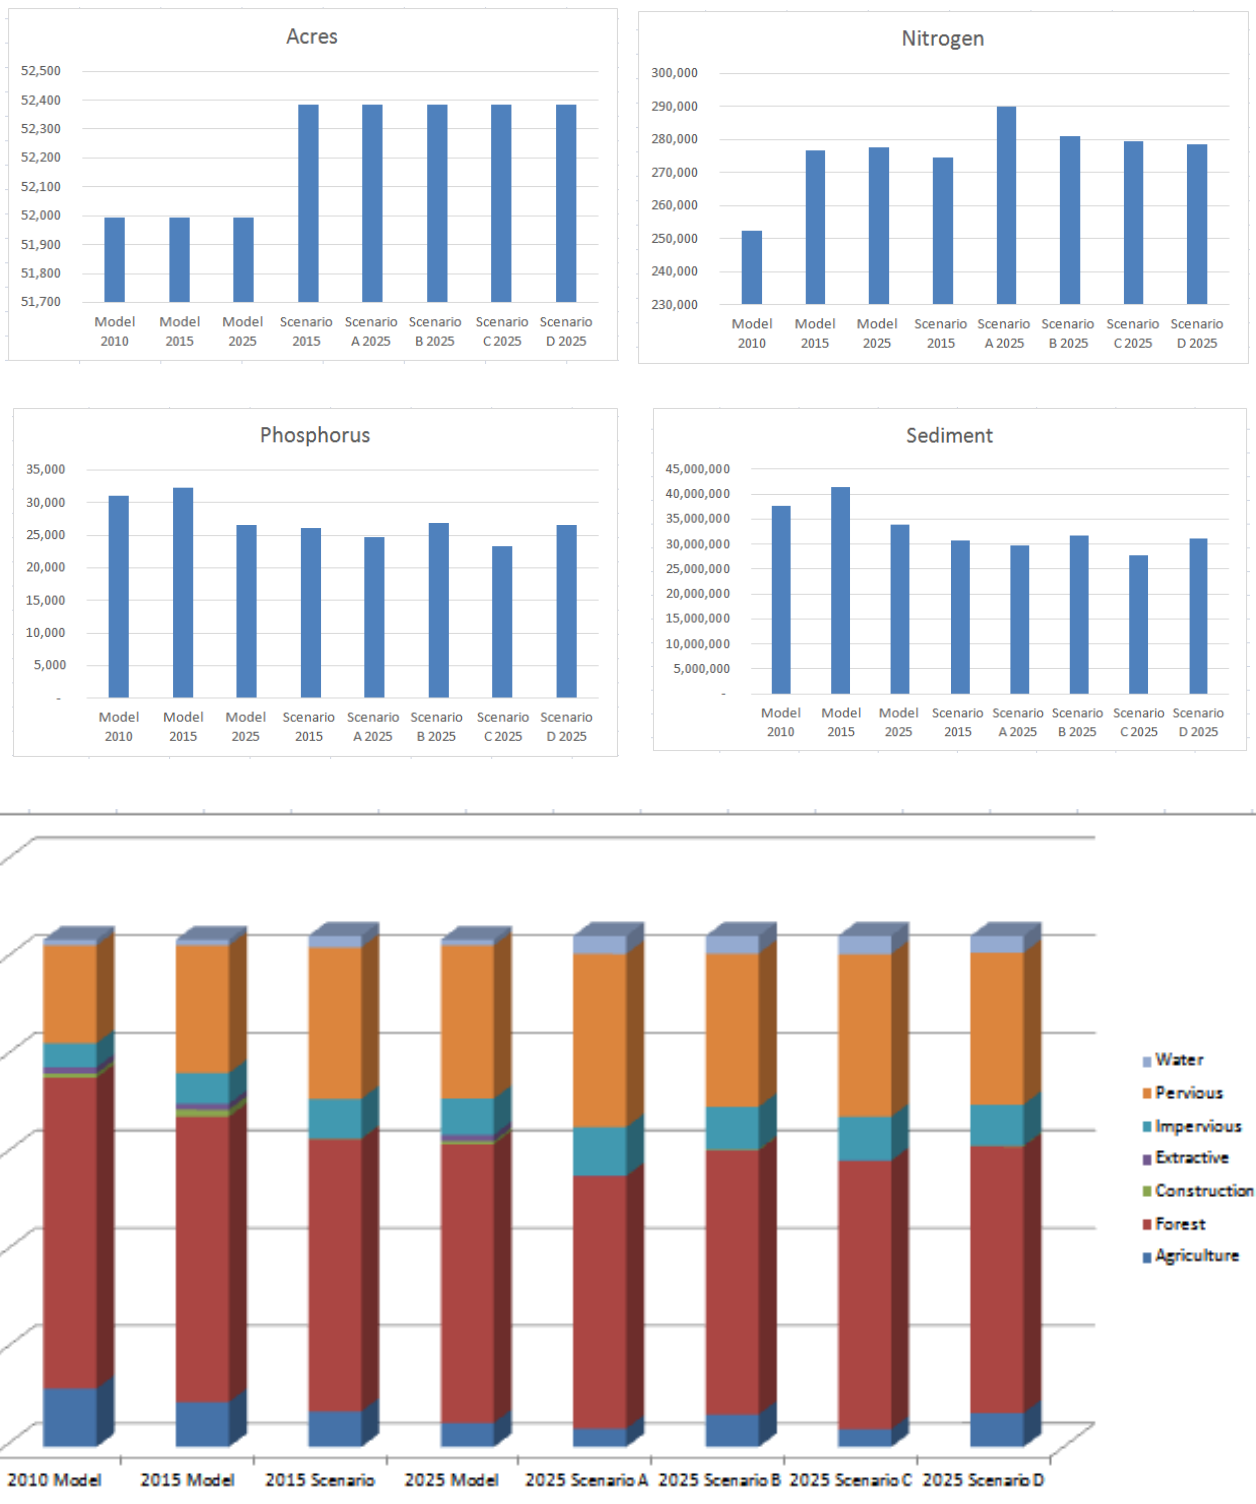 Acres
52,500
52,400
52,300
52,200
52,100
52,000
51,900
51,800
51,700
Model Model Model Scenario Scenario Scenario Scenario Scenario
2010 2015 2025 2015 A 2025 B 2025 C 2025 D 2025
Nitrogen
300,000
290,000
280,000
270,000
260,000
250,000
240,000
230,000
Model Model Model Scenario Scenario Scenario Scenario Scenario
2010 2015 2025 2015 A 2025 B 2025 C 2025 D 2025
Phosphorus
35,000
30,000
25,000
20,000
15,000
10,000
5,000
-
Model Model Model Scenario Scenario Scenario Scenario Scenario
2010 2015 2025 2015 A 2025 B 2025 C 2025 D 2025
Sediment
45,000,000
40,000,000
35,000,000
30,000,000
25,000,000
20,000,000
15,000,000
10,000,000
5,000,000
-
Model Model Model Scenario Scenario Scenario Scenario Scenario
2010 2015 2025 2015 A 2025 B 2025 C 2025 D 2025
Water
Pervious
Impervious
Extractive
Construction
Forest
Agriculture
2010 Model 2015 Model 2015 Scenario 2025 Model 2025 Scenario A 2025 Scenario B 2025 Scenario C 2025 Scenario D